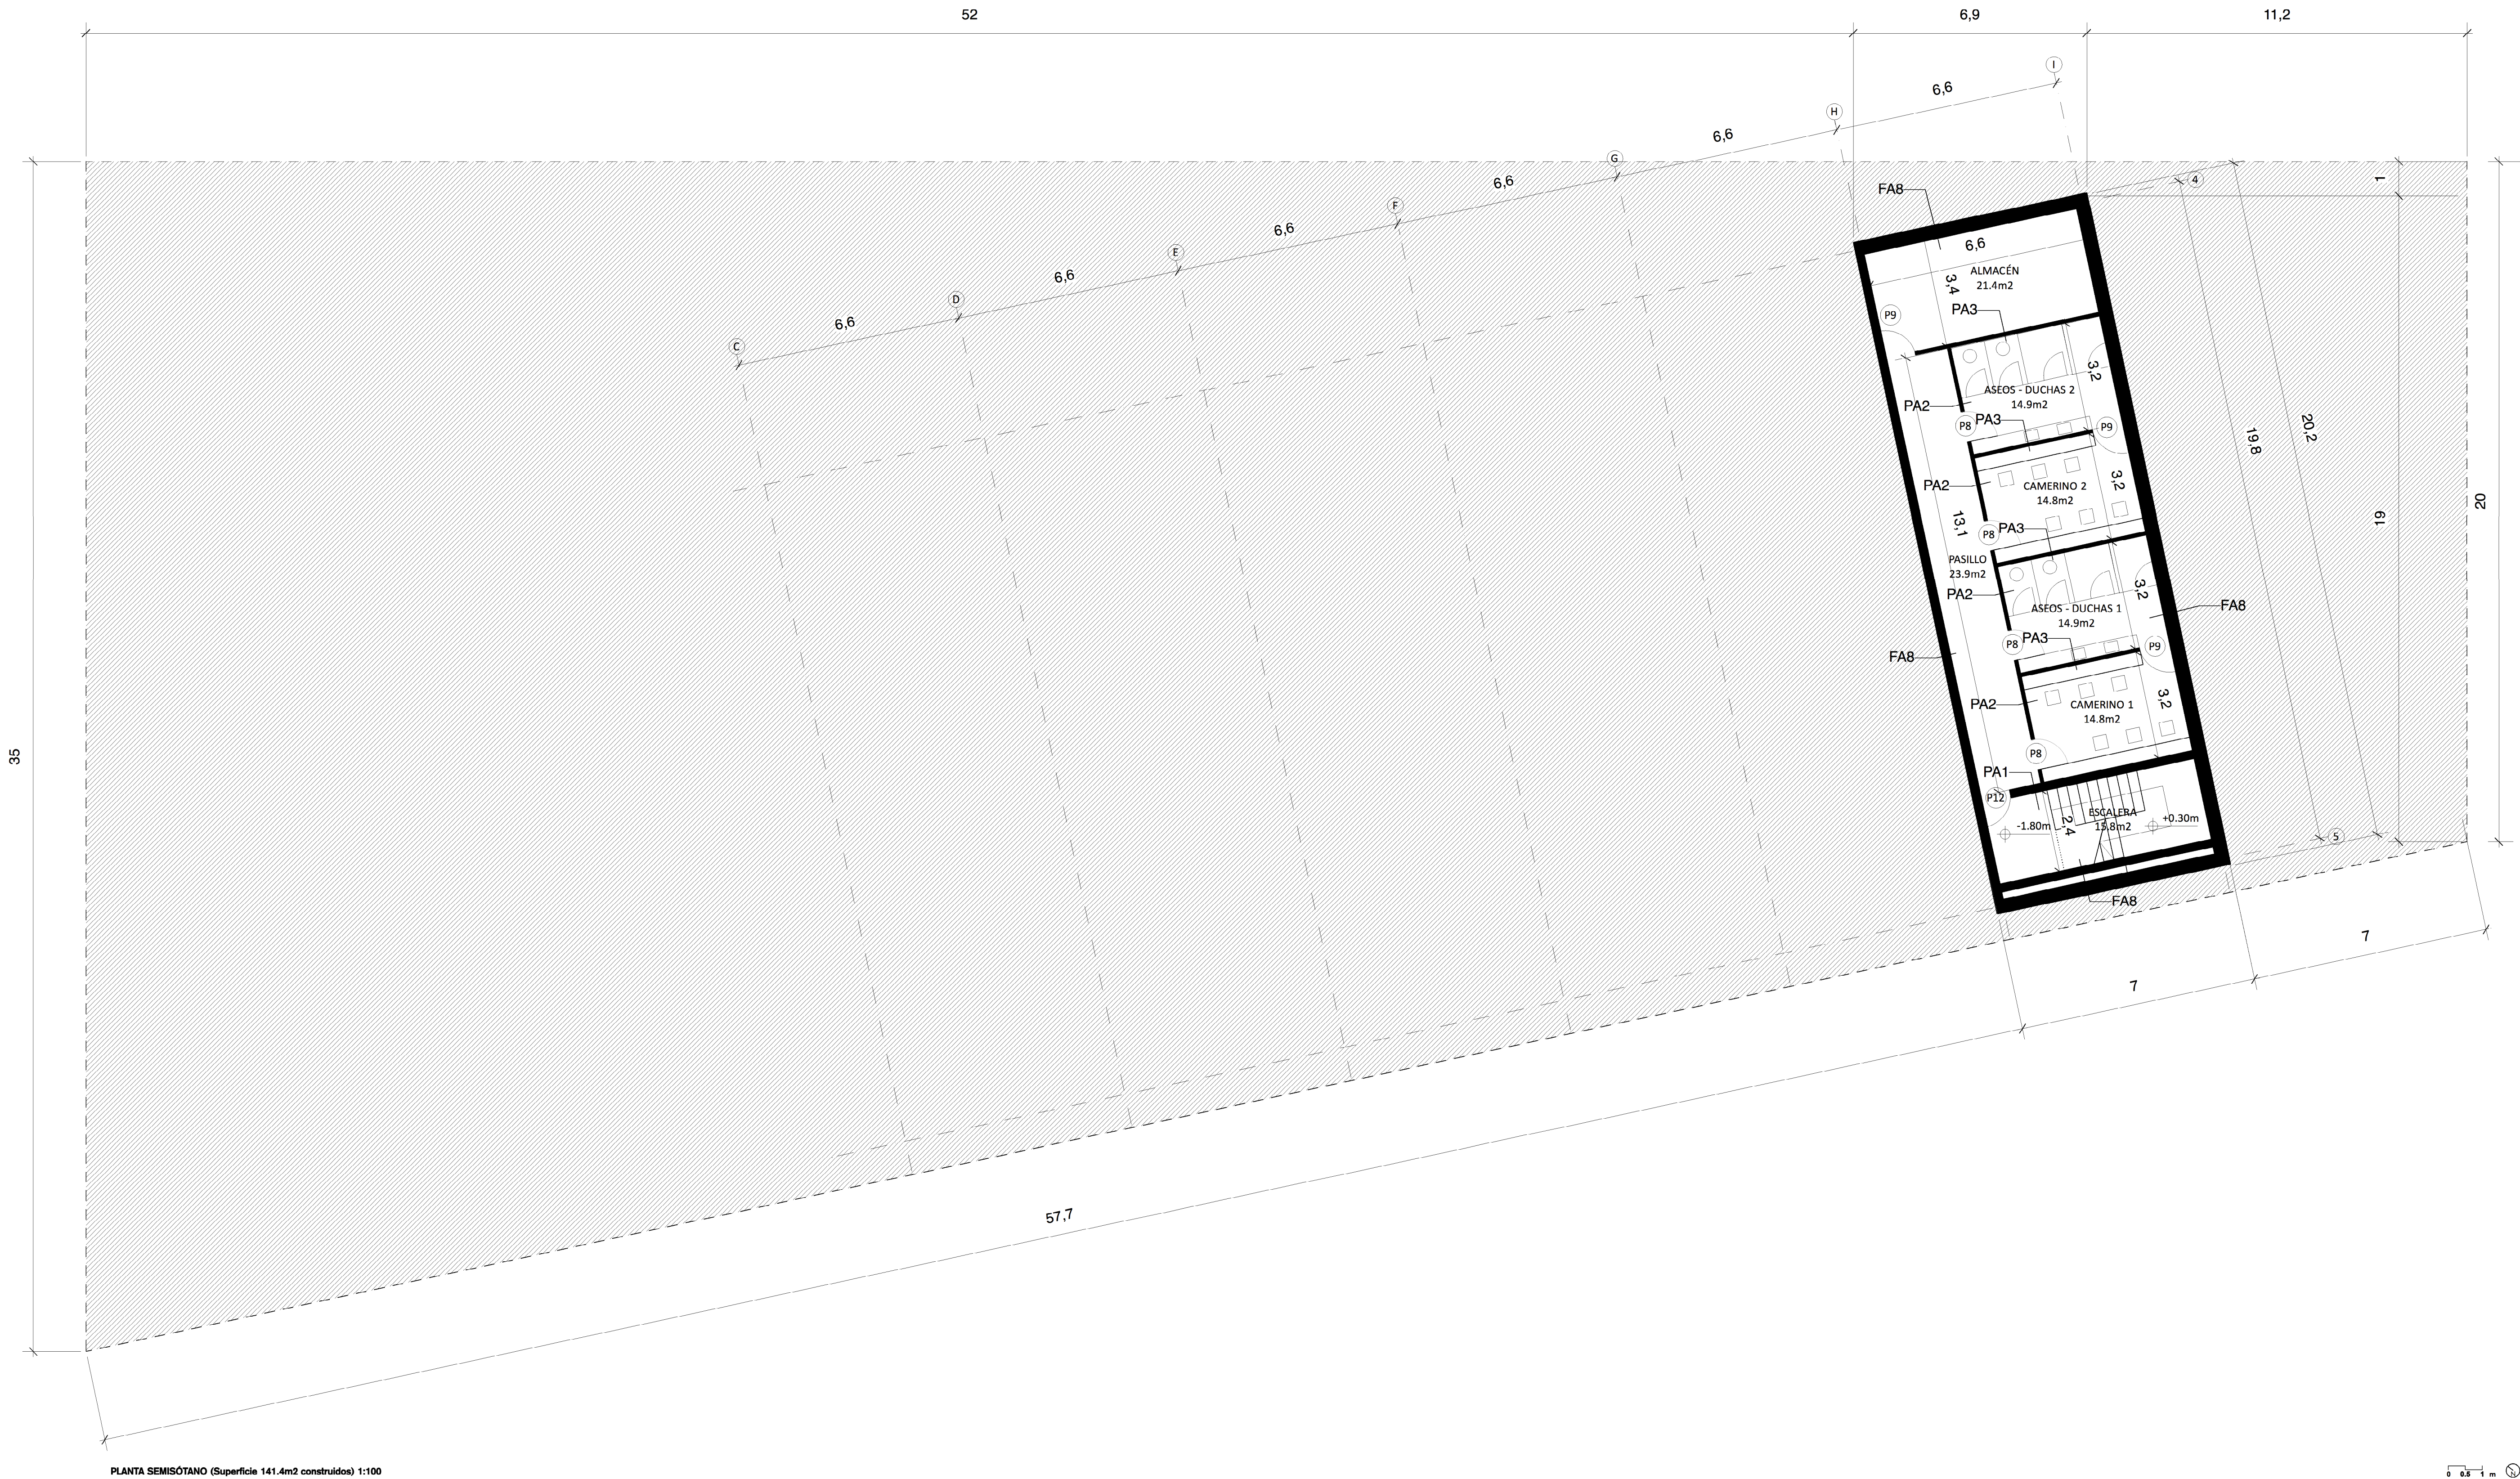 52
6,9
11,2
I
6,6
H
6,6
G
6,6
F
6,6
E
6,6
D
6,6
C
4
1
FA8
6,6
ALMACÉN
21.4m2
3,4
P9
PA3
3,2
ASEOS - DUCHAS 2
14.9m2
PA2
PA3
P8
P9
19,8
20,2
CAMERINO 2
14.8m2
3,2
PA2
20
19
13,1
PA3
P8
PASILLO
23.9m2
PA2
3,2
ASEOS - DUCHAS 1
14.9m2
FA8
PA3
P8
P9
FA8
CAMERINO 1
14.8m2
3,2
PA2
35
P8
PA1
P12
ESCALERA
15.8m2
-1.80m
2,4
+0.30m
5
FA8
7
7
57,7
PLANTA SEMISÓTANO (Superficie 141.4m2 construidos) 1:100
0 0.5 1 m